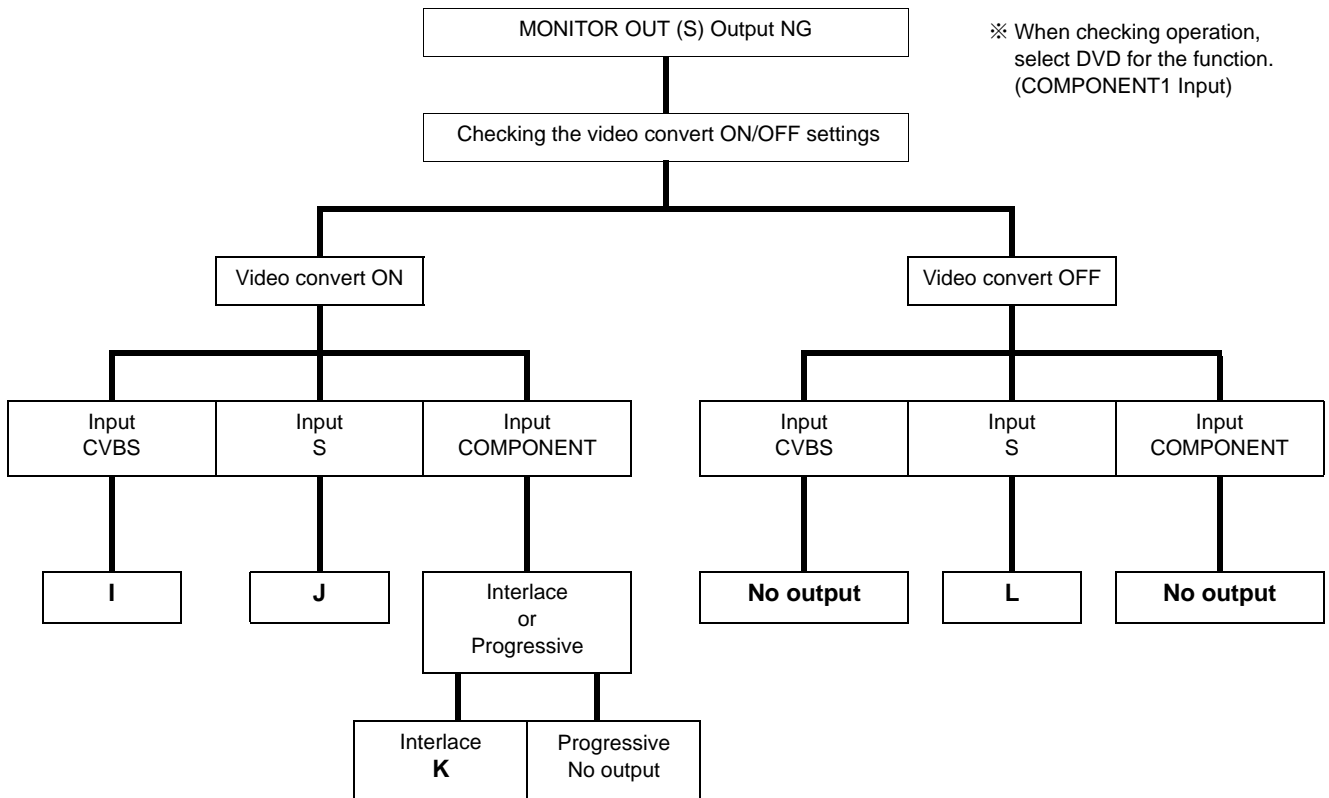 MONITOR OUT (S) Output NG
※ When checking operation,
select DVD for the function.
(COMPONENT1 Input)
Checking the video convert ON/OFF settings
Video convert ON
Video convert OFF
Input
CVBS
Input
S
Input
COMPONENT
Input
CVBS
Input
S
Input
COMPONENT
I
J
Interlace
or
Progressive
No output
L
No output
Interlace
K
Progressive
No output